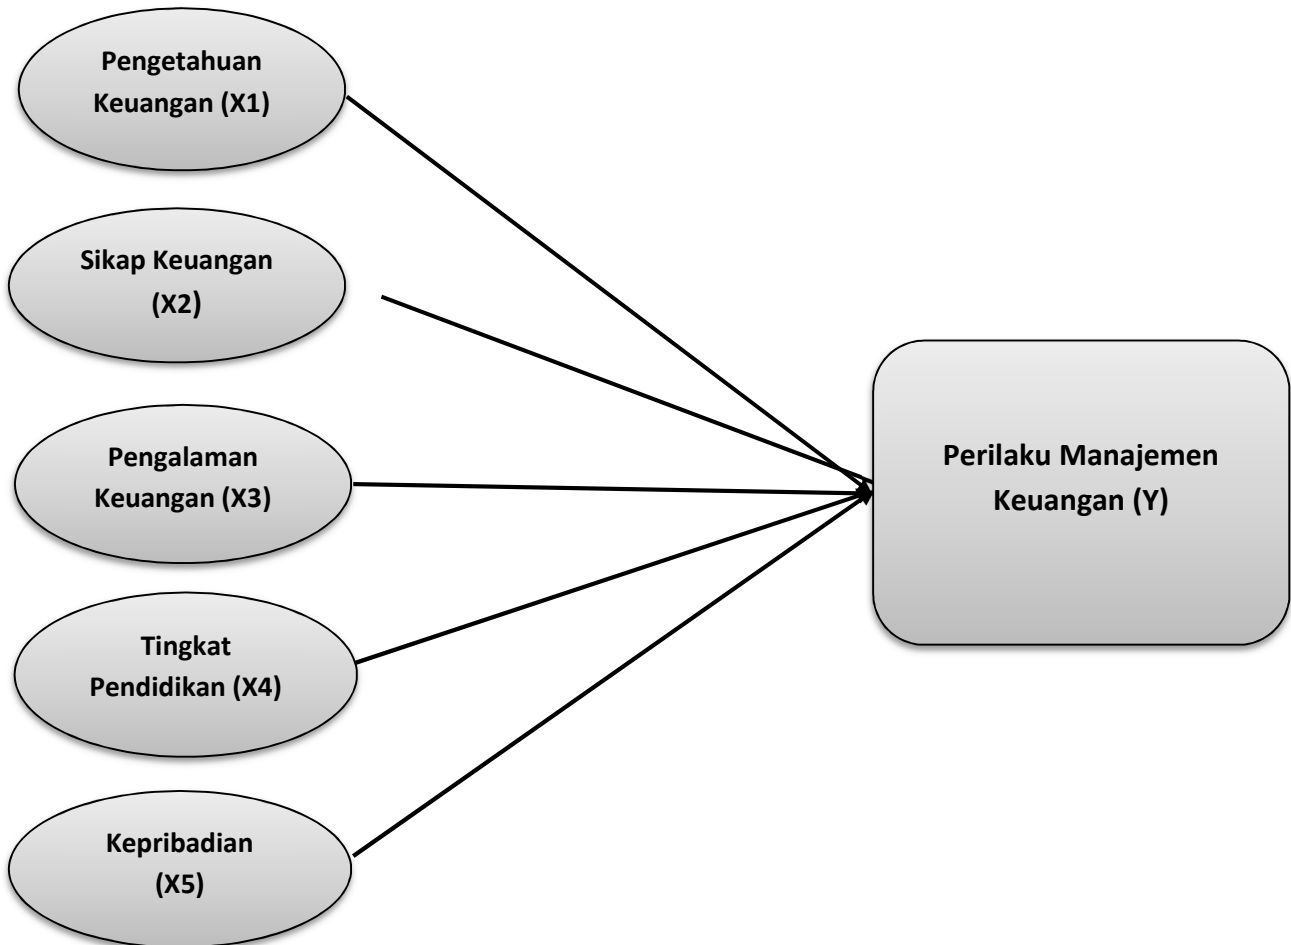 Pengetahuan
Keuangan (X1)
Sikap Keuangan
(X2)
Pengalaman
Keuangan (X3)
Tingkat
Pendidikan (X4)
Kepribadian
(X5)
Perilaku Manajemen
Keuangan (Y)